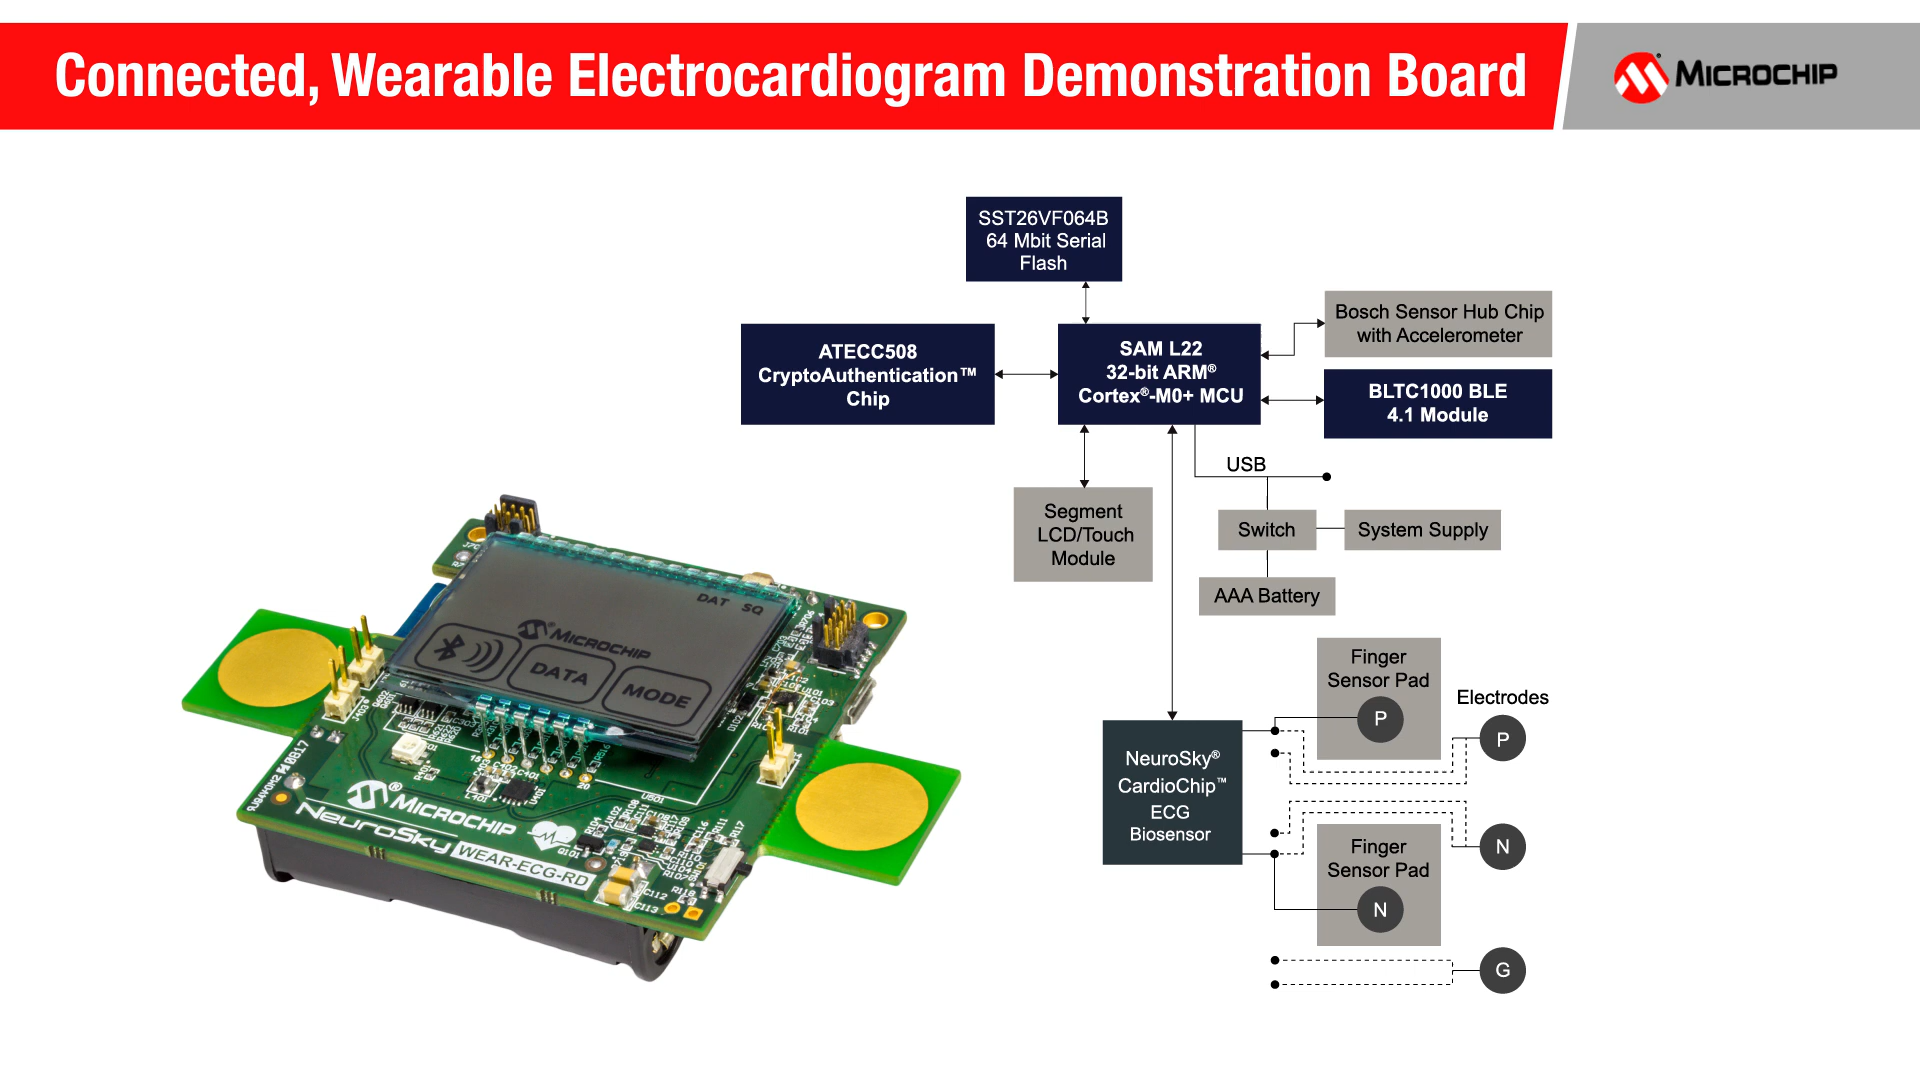 Connected, Wearable Electrocardiogram Demonstration Board
MICROCHIP
SST26VF064B
64 Mbit Serial
Flash
ATECC508
CryptoAuthentication™
Chip
SAM L22
32-bit ARM®
Cortex®-M0+ MCU
Bosch Sensor Hub Chip
with Accelerometer
BLTC1000 BLE
4.1 Module
USB
Segment
LCD/Touch
Module
Switch
System Supply
AAA Battery
NeuroSky®
CardioChip™
ECG
Biosensor
Finger
Sensor Pad
P
Electrodes
P
N
Finger
Sensor Pad
N
G
DAT SQ
MICROCHIP
DATA
MODE
®MICROCHIP
NeuroSky
WEAR-ECG-RD